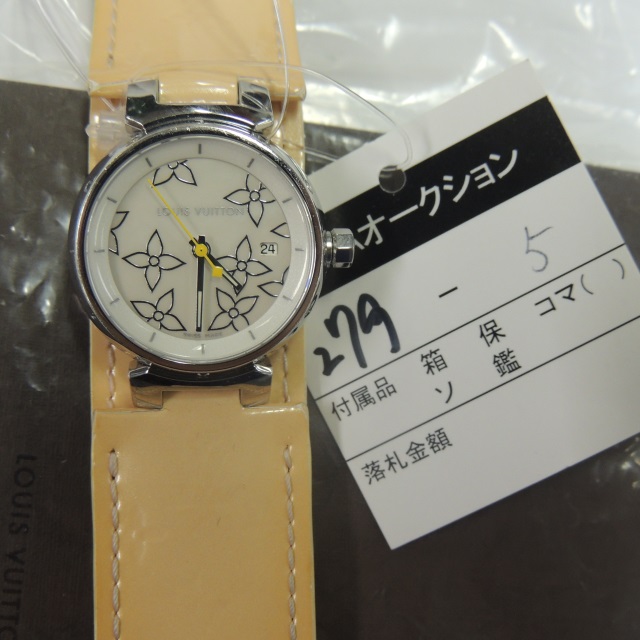 LOUIS VUITTON
24
オークション
279 - 5
付属品 箱 保 コマ( )
ソ 鑑
落札金額
LOUIS VUITTON